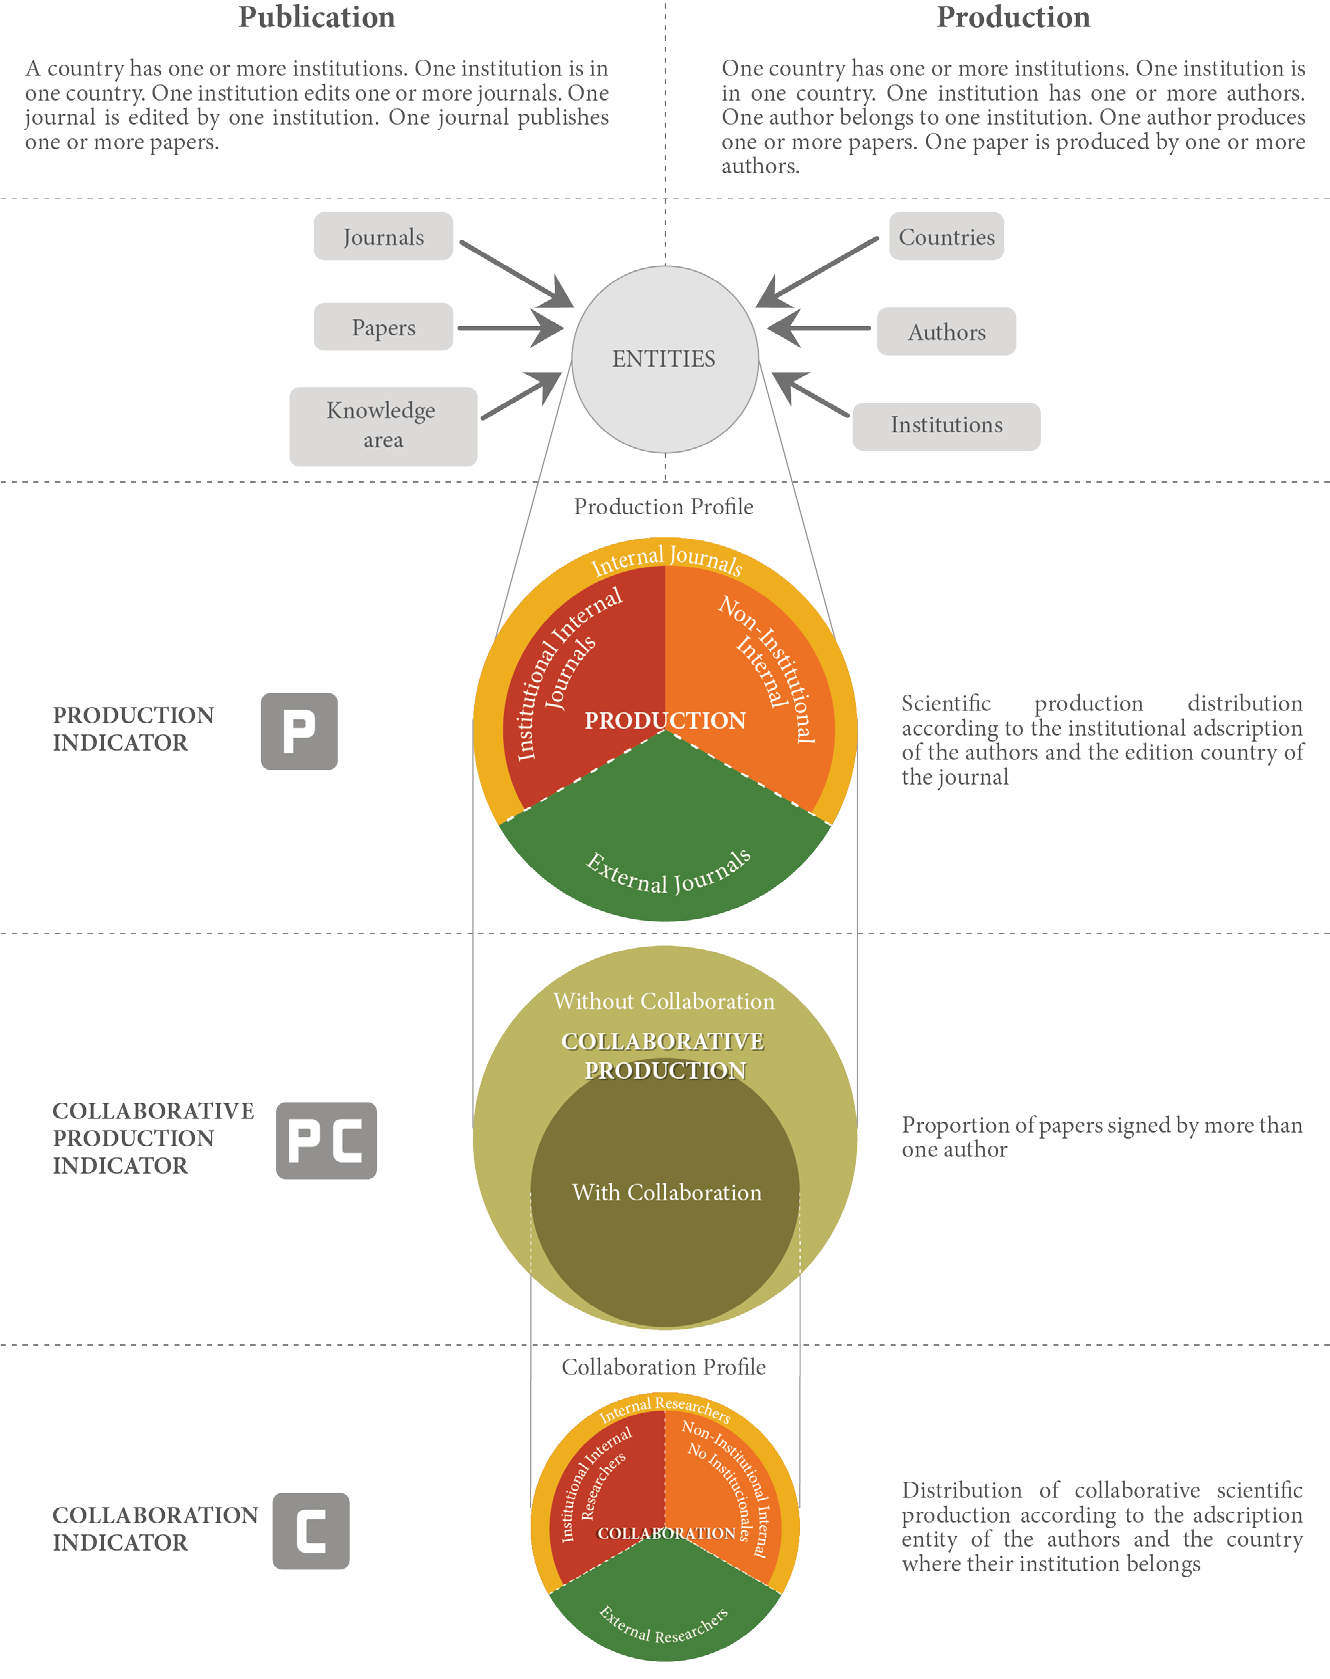 Publication
A country has one or more institutions. One institution is in
one country. One institution edits one or more journals. One
journal is edited by one institution. One journal publishes
one or more papers.
Production
One country has one or more institutions. One institution is
in one country. One institution has one or more authors.
One author belongs to one institution. One author produces
one or more papers. One paper is produced by one or more
authors.
Journals
Papers
Knowledge
area
ENTITIES
Countries
Authors
Institutions
Production Profile
Internal Journals
Institutional Internal
Journals
Non-Institutional
Internal
PRODUCTION
External Journals
PRODUCTION
INDICATOR
P
Scientific production distribution
according to the institutional adscription
of the authors and the edition country of
the journal
Without Collaboration
COLLABORATIVE
PRODUCTION
With Collaboration
COLLABORATIVE
PRODUCTION
INDICATOR
PC
Proportion of papers signed by more than
one author
Collaboration Profile
Internal Researchers
Institutional Internal
Researchers
Non-Institutional Internal
No Institucionales
COLLABORATION
External Researchers
COLLABORATION
INDICATOR
C
Distribution of collaborative scientific
production according to the adscription
entity of the authors and the country
where their institution belongs